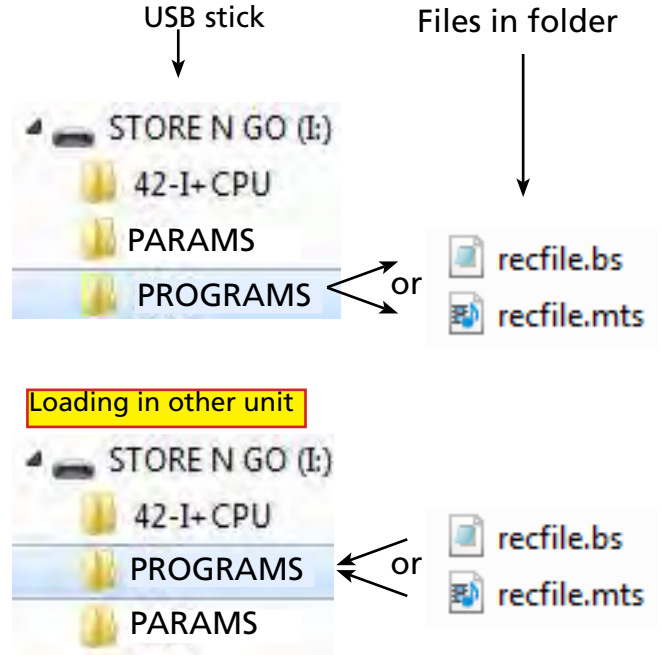 USB stick
Files in folder
STORE N GO (I:)
42-I+CPU
PARAMS
PROGRAMS
or
recfile.bs
recfile.mts
Loading in other unit
STORE N GO (I:)
42-I+CPU
PROGRAMS
PARAMS
or
recfile.bs
recfile.mts